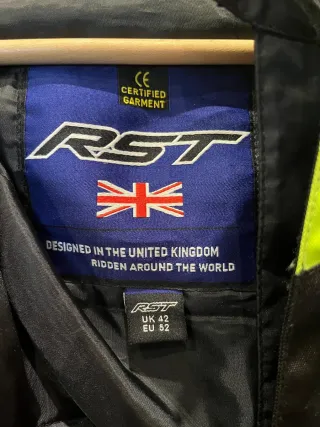 CE
CERTIFIED
GARMENT
RST
DESIGNED IN THE UNITED KINGDOM
RIDDEN AROUND THE WORLD
RST
UK 42
EU 52